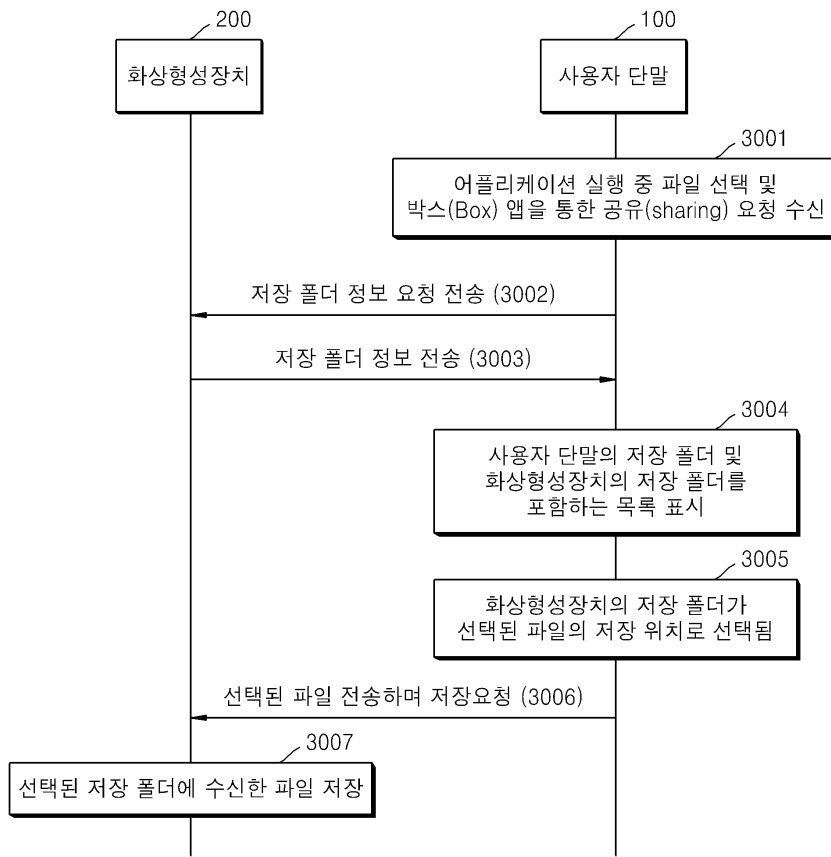 200
100
화상형성장치
사용자 단말
3001
어플리케이션 실행 중 파일 선택 및
박스(Box) 앱을 통한 공유(sharing) 요청 수신
저장 폴더 정보 요청 전송 (3002)
저장 폴더 정보 전송 (3003)
3004
사용자 단말의 저장 폴더 및
화상형성장치의 저장 폴더를
포함하는 목록 표시
3005
화상형성장치의 저장 폴더가
선택된 파일의 저장 위치로 선택됨
선택된 파일 전송하며 저장요청 (3006)
3007
선택된 저장 폴더에 수신한 파일 저장